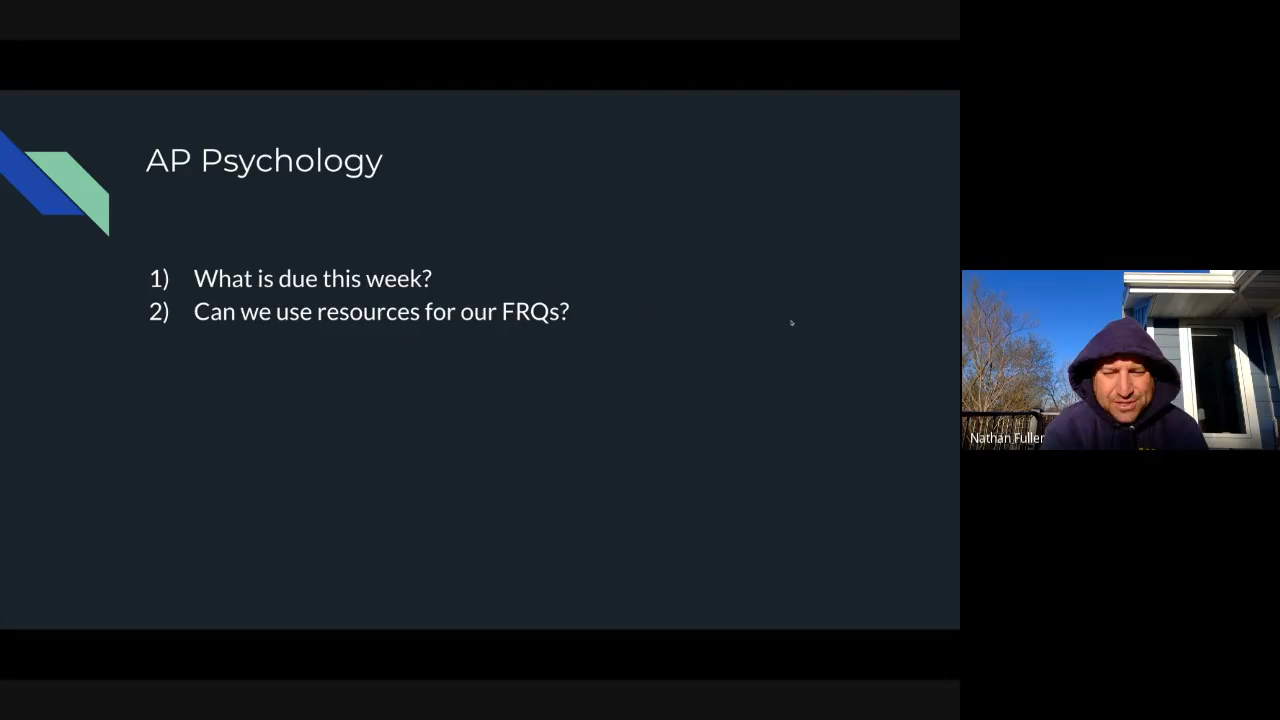 AP Psychology
1) What is due this week?
2) Can we use resources for our FRQs?
Nathan Fuller